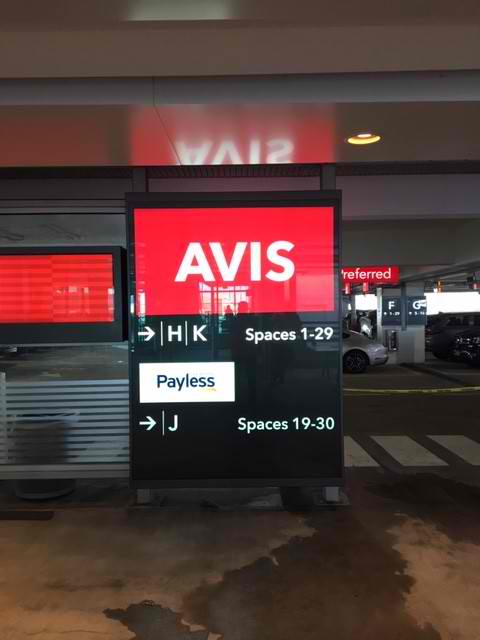 AVIS
Preferred
→ H K Spaces 1-29
F G
Payless
→ J Spaces 19-30